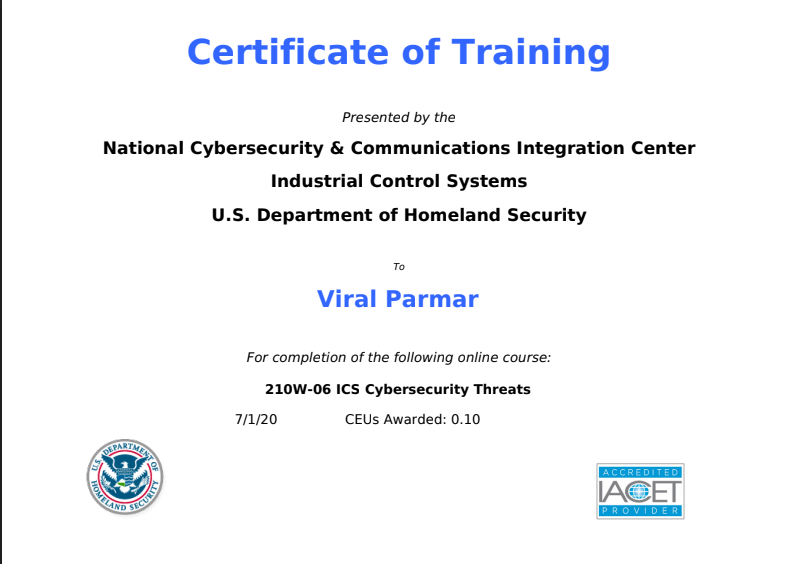 Certificate of Training
Presented by the
National Cybersecurity & Communications Integration Center
Industrial Control Systems
U.S. Department of Homeland Security
To
Viral Parmar
For completion of the following online course:
210W-06 ICS Cybersecurity Threats
7/1/20 CEUs Awarded: 0.10
U.S. DEPARTMENT OF HOMELAND SECURITY
ACCREDITED
IACET
PROVIDER